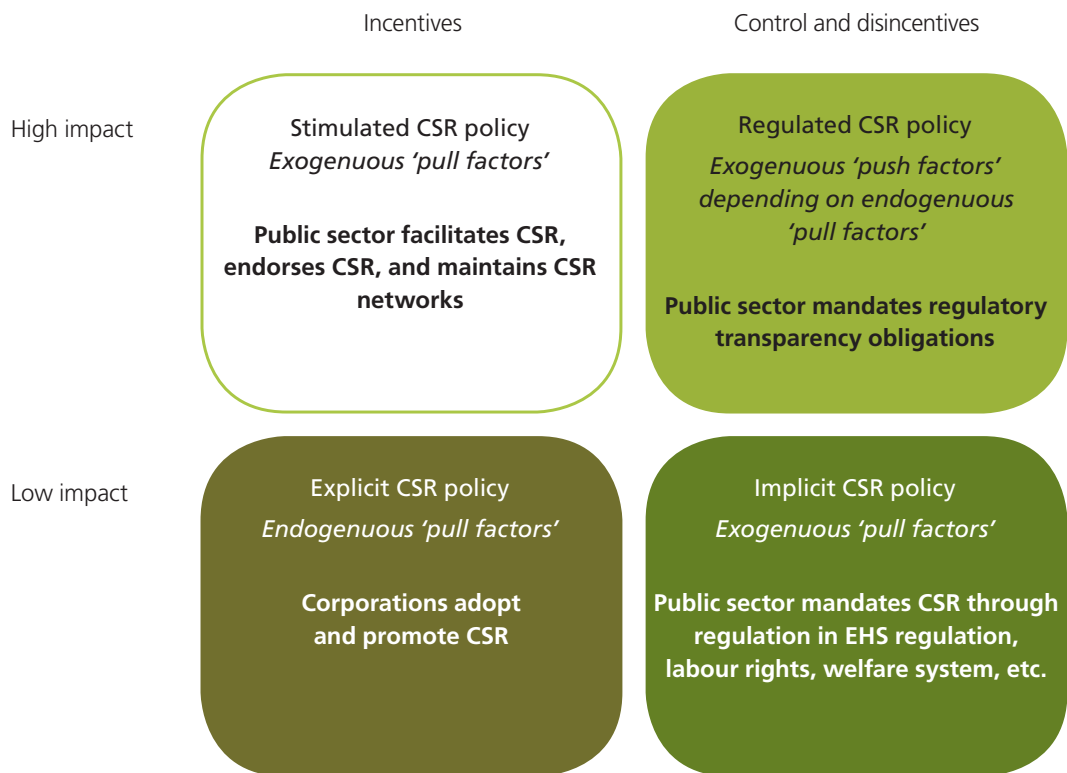 Incentives
Control and disincentives
High impact
Stimulated CSR policy
Exogenuous ‘pull factors’
Public sector facilitates CSR,
endorses CSR, and maintains CSR
networks
Regulated CSR policy
Exogenuous ‘push factors’
depending on endogenuous
‘pull factors’
Public sector mandates regulatory
transparency obligations
Low impact
Explicit CSR policy
Endogenuous ‘pull factors’
Corporations adopt
and promote CSR
Implicit CSR policy
Exogenuous ‘pull factors’
Public sector mandates CSR through
regulation in EHS regulation,
labour rights, welfare system, etc.